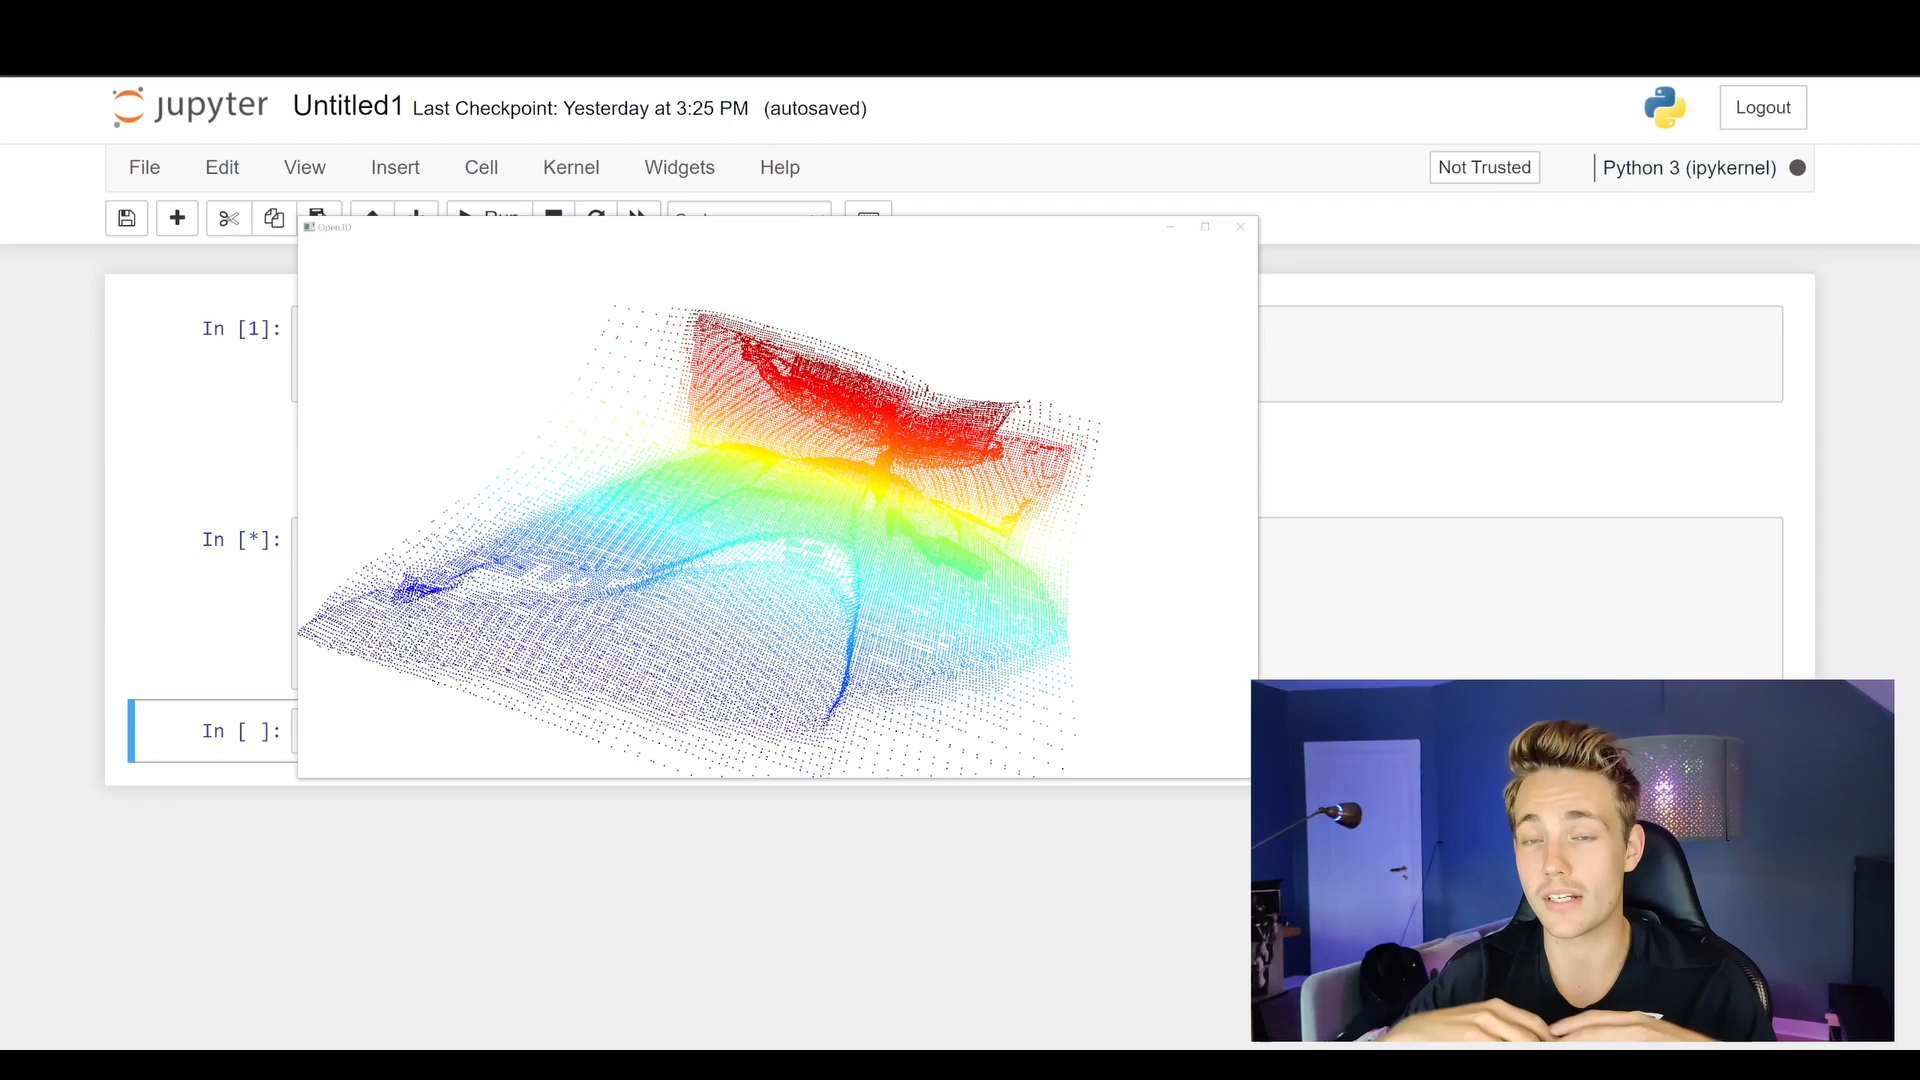 jupyter Untitled1 Last Checkpoint: Yesterday at 3:25 PM (autosaved)
Logout
File Edit View Insert Cell Kernel Widgets Help
Not Trusted
Python 3 (ipykernel)
Open3D
In [1]:
In [*]:
In [ ]: